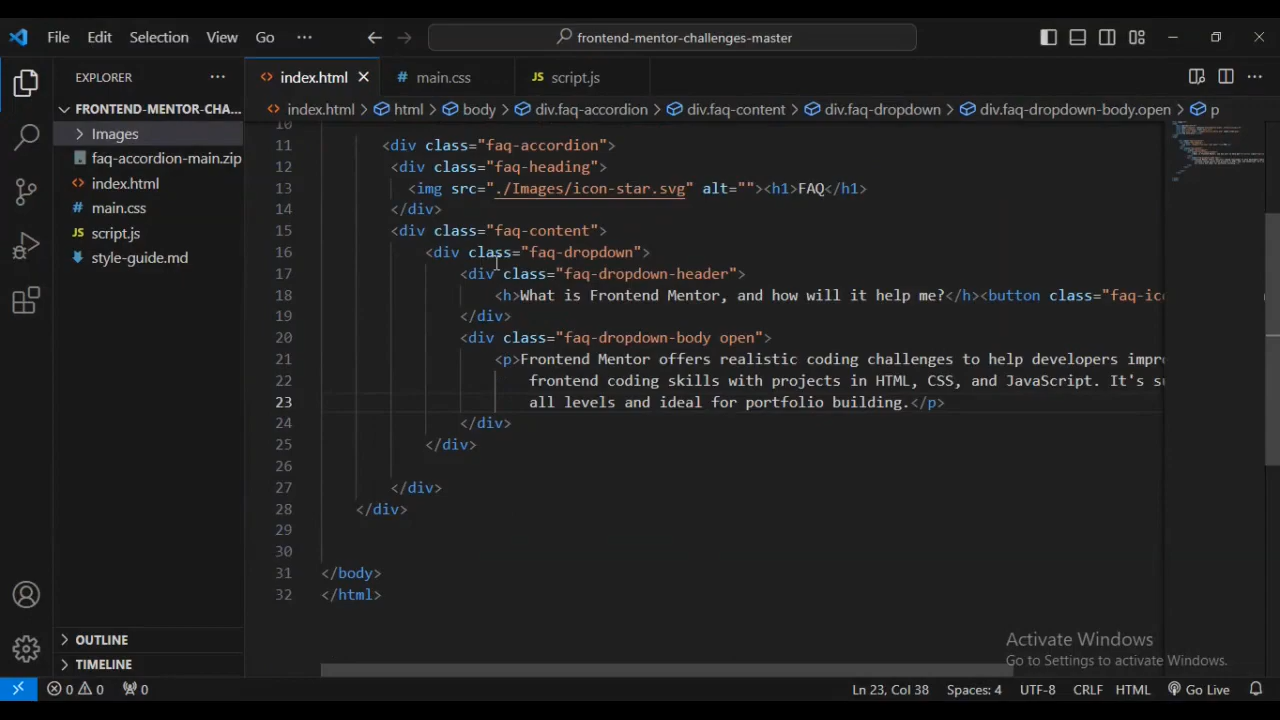 File Edit Selection View Go ··· frontend-mentor-challenges-master
EXPLORER ··· index.html main.css script.js ···
FRONTEND-MENTOR-CHA...
index.html > html > body > div.faq-accordion > div.faq-content > div.faq-dropdown > div.faq-dropdown-body.open > p
Images
faq-accordion-main.zip
index.html
main.css
script.js
style-guide.md
10
11 <div class="faq-accordion">
12 <div class="faq-heading">
13 <img src="./Images/icon-star.svg" alt=""><h1>FAQ</h1>
14 </div>
15 <div class="faq-content">
16 <div class="faq-dropdown">
17 <div class="faq-dropdown-header">
18 <h>What is Frontend Mentor, and how will it help me?</h><button class="faq-ico
19 </div>
20 <div class="faq-dropdown-body open">
21 <p>Frontend Mentor offers realistic coding challenges to help developers impro
22 frontend coding skills with projects in HTML, CSS, and JavaScript. It's su
23 all levels and ideal for portfolio building.</p>
24 </div>
25 </div>
26
27 </div>
28 </div>
29
30
31 </body>
32 </html>
OUTLINE
TIMELINE
Activate Windows
Go to Settings to activate Windows.
0 0 0 Ln 23, Col 38 Spaces: 4 UTF-8 CRLF HTML Go Live